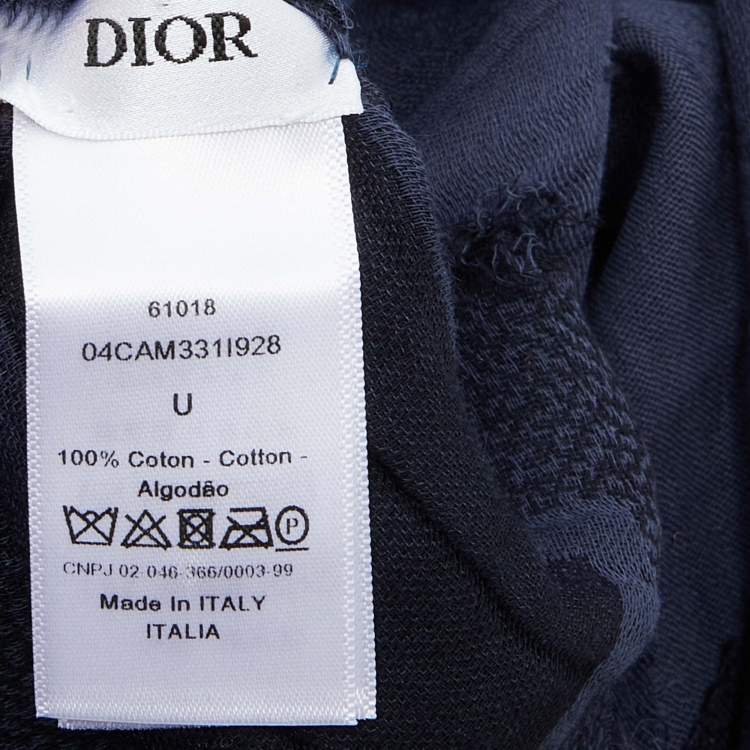 DIOR
61018
04CAM331I928
U
100% Coton - Cotton -
Algodão
P
CNPJ 02-046-366/0003-99
Made In ITALY
ITALIA